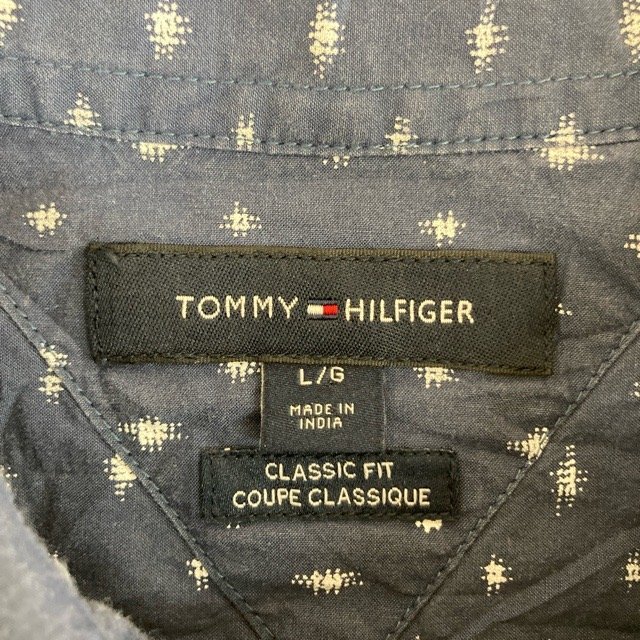 TOMMY HILFIGER
L/G
MADE IN
INDIA
CLASSIC FIT
COUPE CLASSIQUE